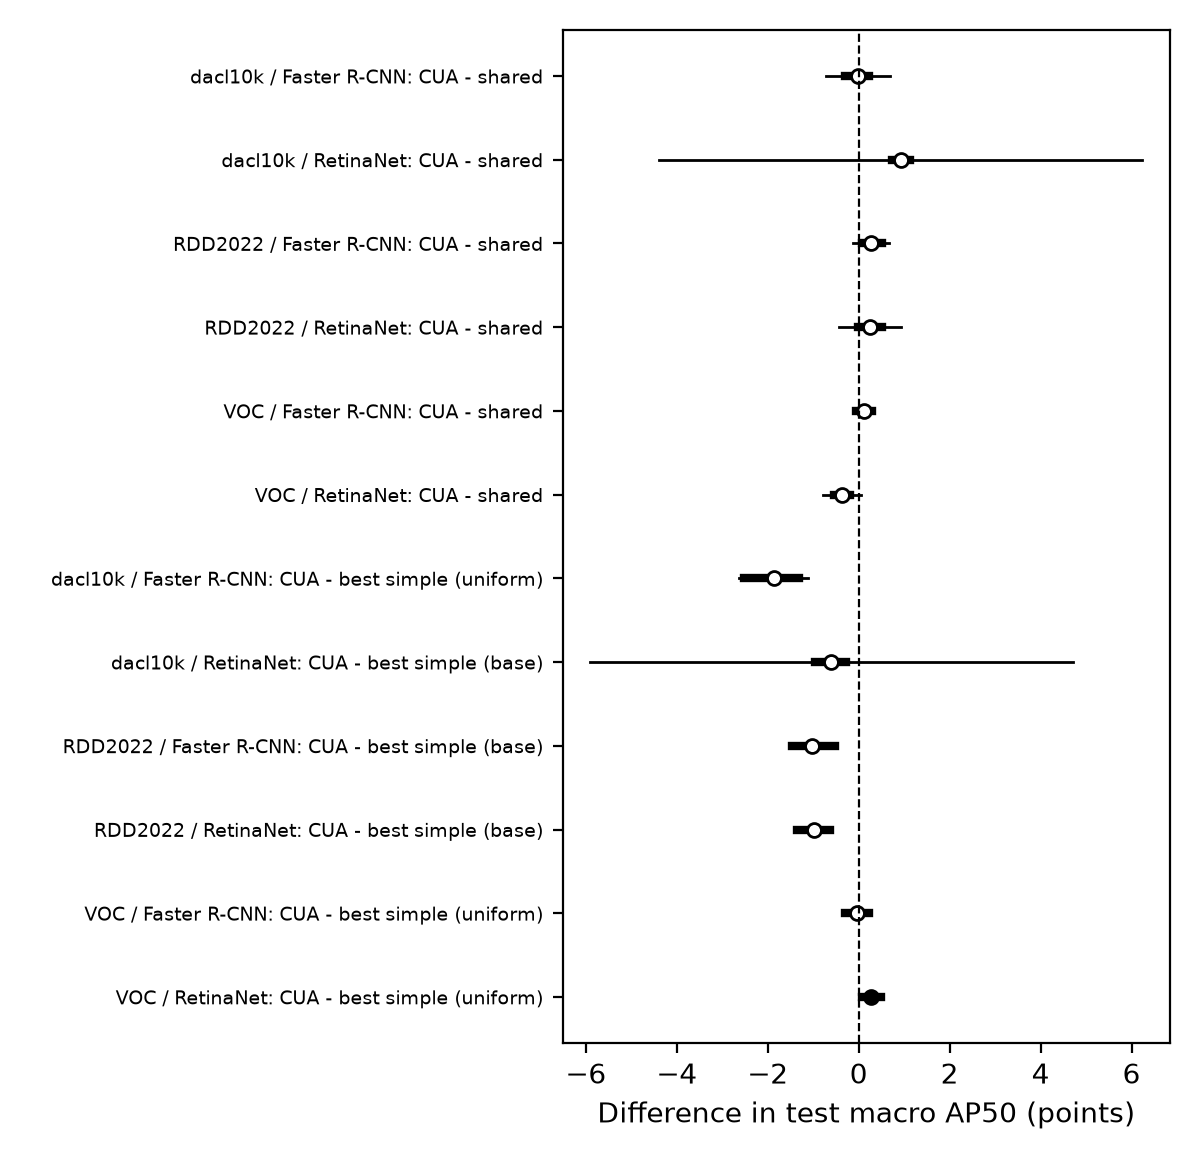 dacl10k / Faster R-CNN: CUA - shared
dacl10k / RetinaNet: CUA - shared
RDD2022 / Faster R-CNN: CUA - shared
RDD2022 / RetinaNet: CUA - shared
VOC / Faster R-CNN: CUA - shared
VOC / RetinaNet: CUA - shared
dacl10k / Faster R-CNN: CUA - best simple (uniform)
dacl10k / RetinaNet: CUA - best simple (base)
RDD2022 / Faster R-CNN: CUA - best simple (base)
RDD2022 / RetinaNet: CUA - best simple (base)
VOC / Faster R-CNN: CUA - best simple (uniform)
VOC / RetinaNet: CUA - best simple (uniform)
−6 −4 −2 0 2 4 6
Difference in test macro AP50 (points)